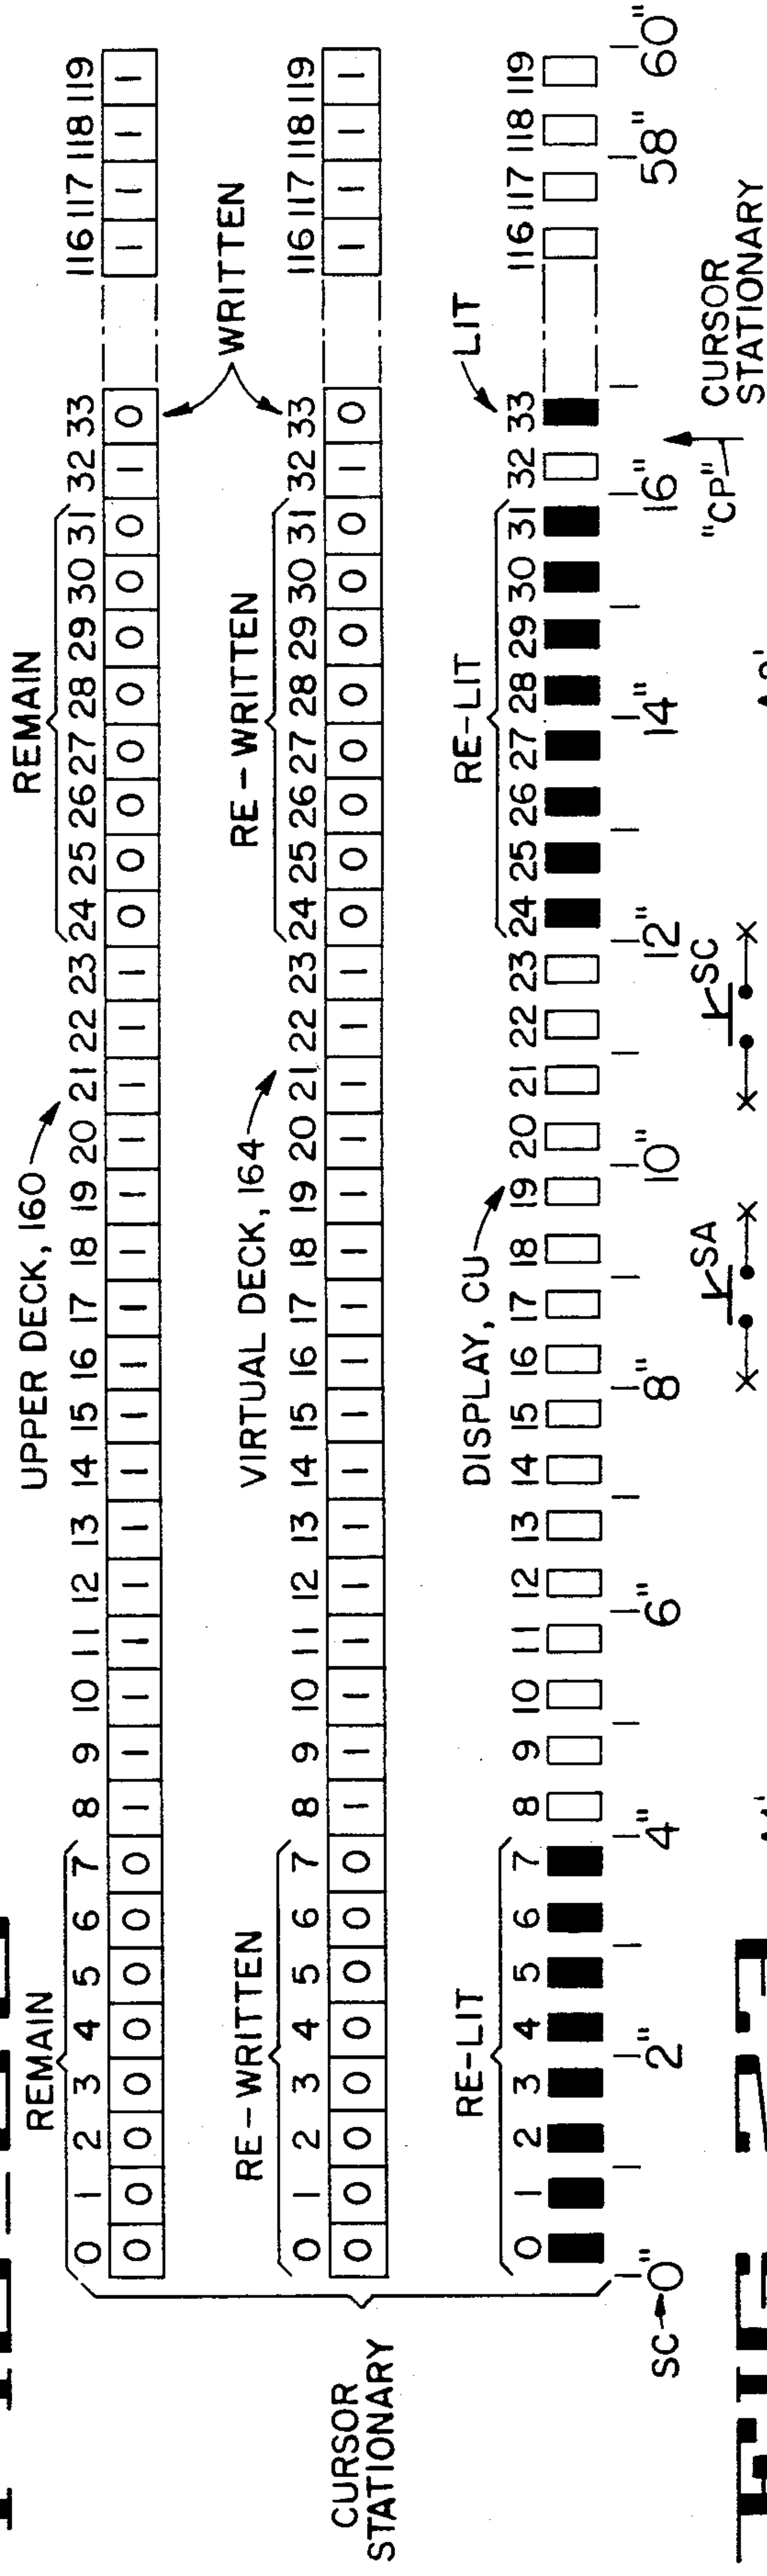 REMAIN
REMAIN
UPPER DECK, 160
0 1 2 3 4 5 6 7 8 9 10 11 12 13 14 15 16 17 18 19 20 21 22 23 24 25 26 27 28 29 30 31 32 33 116 117 118 119
0 0 0 0 0 0 0 0 1 1 1 1 1 1 1 1 1 1 1 1 1 1 1 1 0 0 0 0 0 0 0 0 1 0 1 1 1 1
WRITTEN
RE-WRITTEN
VIRTUAL DECK, 164
RE-WRITTEN
0 1 2 3 4 5 6 7 8 9 10 11 12 13 14 15 16 17 18 19 20 21 22 23 24 25 26 27 28 29 30 31 32 33 116 117 118 119
0 0 0 0 0 0 0 0 1 1 1 1 1 1 1 1 1 1 1 1 1 1 1 1 0 0 0 0 0 0 0 0 1 0 1 1 1 1
CURSOR
STATIONARY
RE-LIT
DISPLAY, CU
RE-LIT
LIT
0 1 2 3 4 5 6 7 8 9 10 11 12 13 14 15 16 17 18 19 20 21 22 23 24 25 26 27 28 29 30 31 32 33 116 117 118 119
SC 0" 2" 4" 6" 8" 10" 12" 14" 16" 58" 60"
SA
SC
"CP"
CURSOR
STATIONARY